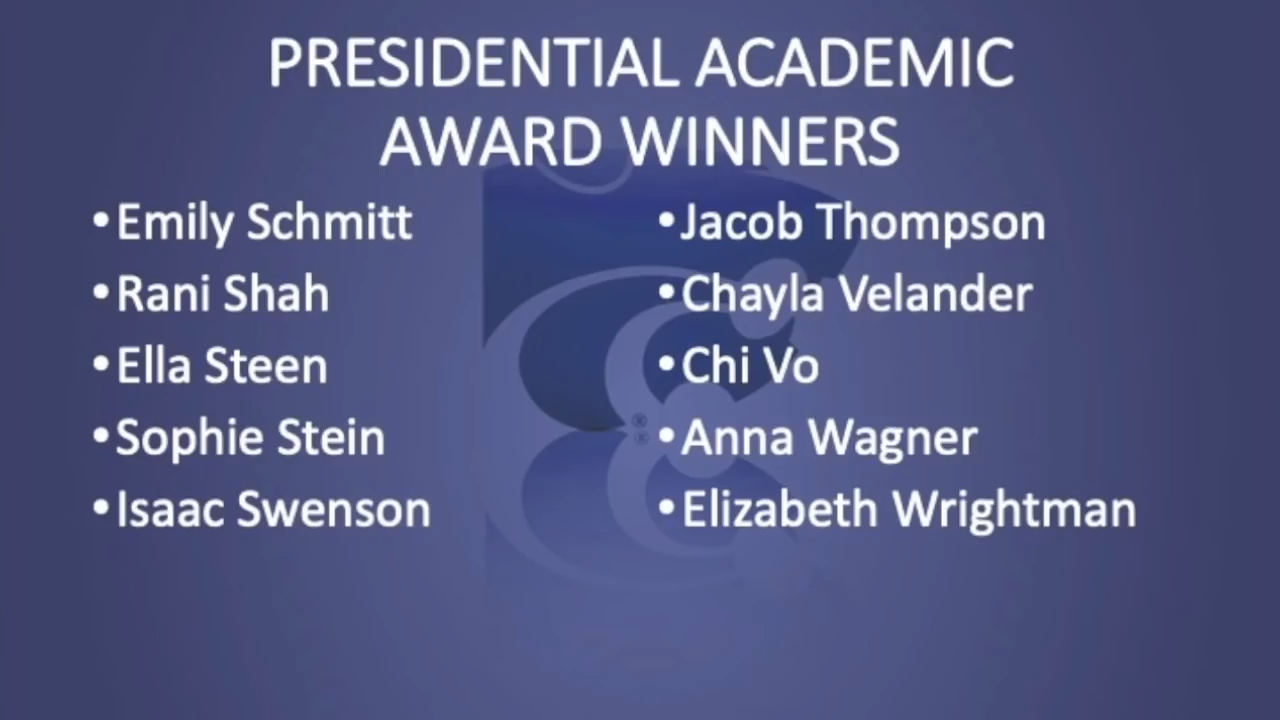 PRESIDENTIAL ACADEMIC
AWARD WINNERS
•Emily Schmitt
•Rani Shah
•Ella Steen
•Sophie Stein
•Isaac Swenson
•Jacob Thompson
•Chayla Velander
•Chi Vo
•Anna Wagner
•Elizabeth Wrightman